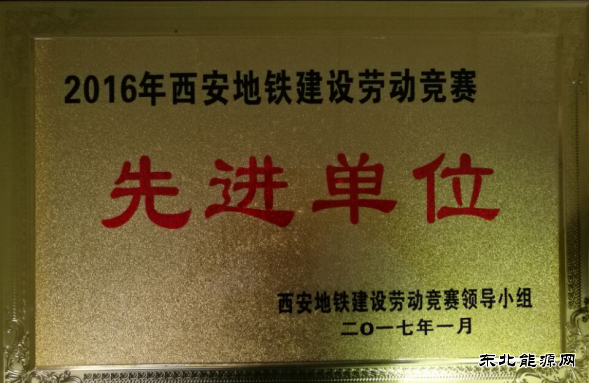 2016年西安地铁建设劳动竞赛
先进单位
西安地铁建设劳动竞赛领导小组
二O一七年一月
东北能源网